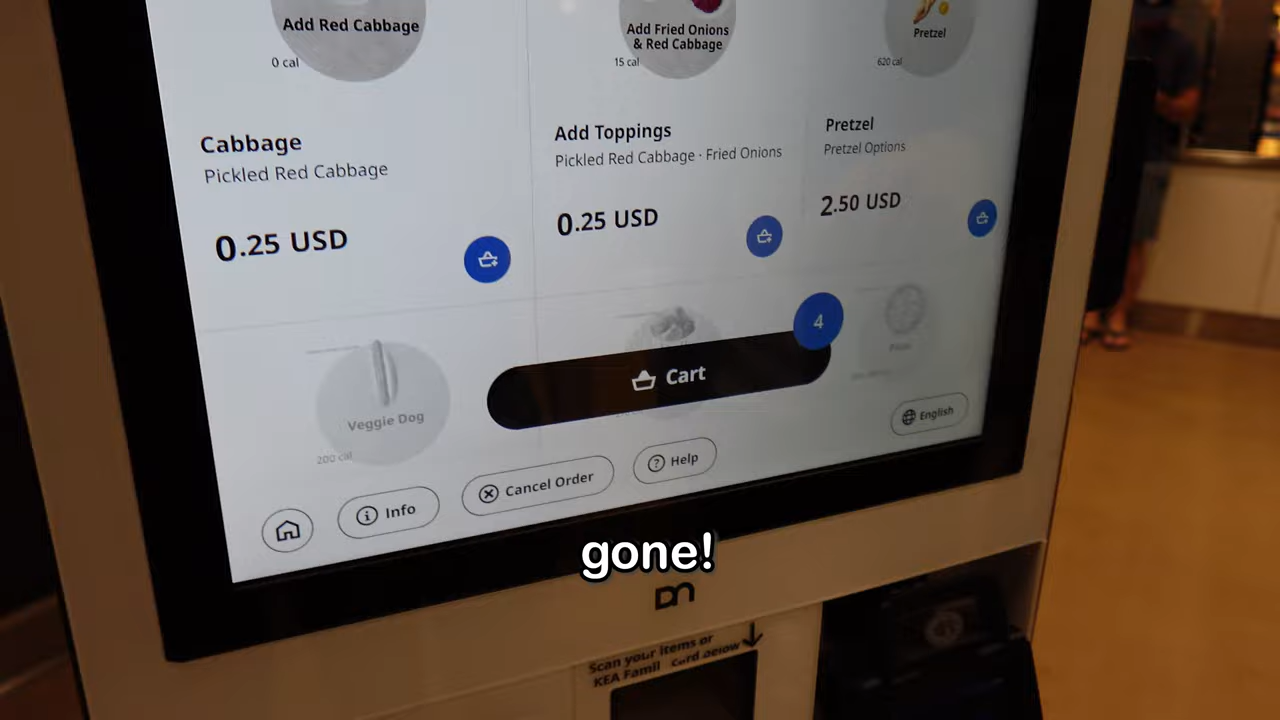 Add Red Cabbage
0 cal
Add Fried Onions
& Red Cabbage
15 cal
Pretzel
620 cal
Cabbage
Pickled Red Cabbage
0.25 USD
Add Toppings
Pickled Red Cabbage · Fried Onions
0.25 USD
Pretzel
Pretzel Options
2.50 USD
Veggie Dog
200 cal
4
Cart
English
Info
Cancel Order
Help
gone!
DN
Scan your items or
KEA Famil card below